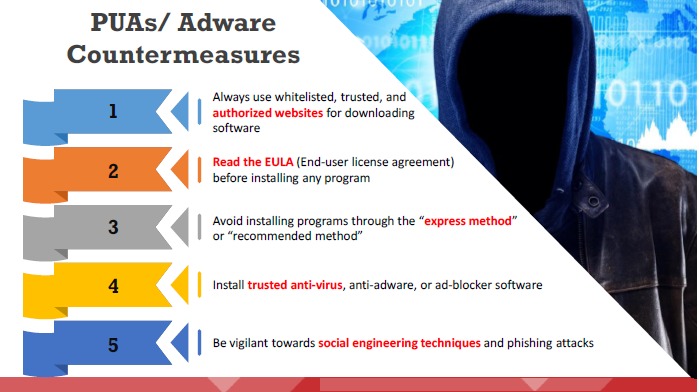 PUAs/ Adware
Countermeasures
1
Always use whitelisted, trusted, and
authorized websites for downloading
software
2
Read the EULA (End-user license agreement)
before installing any program
3
Avoid installing programs through the “express method”
or “recommended method”
4
Install trusted anti-virus, anti-adware, or ad-blocker software
5
Be vigilant towards social engineering techniques and phishing attacks